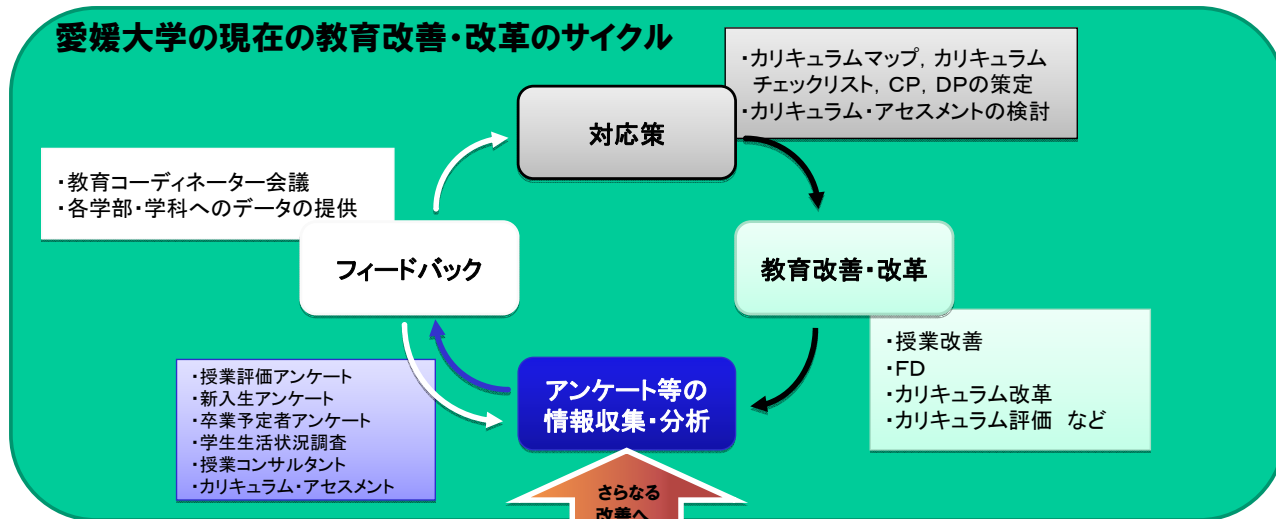 愛媛大学の現在の教育改善・改革のサイクル
・カリキュラムマップ，カリキュラム
チェックリスト，CP，DPの策定
・カリキュラム・アセスメントの検討
対応策
・教育コーディネーター会議
・各学部・学科へのデータの提供
フィードバック
教育改善・改革
・授業改善
・FD
・カリキュラム改革
・カリキュラム評価 など
・授業評価アンケート
・新入生アンケート
・卒業予定者アンケート
・学生生活状況調査
・授業コンサルタント
・カリキュラム・アセスメント
アンケート等の
情報収集・分析
さらなる
改善へ